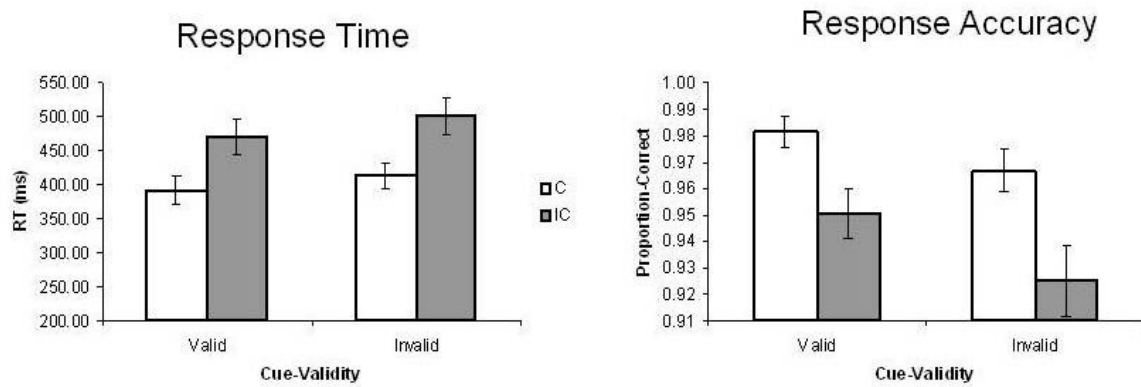 Response Time
550.00
500.00
450.00
400.00
350.00
300.00
250.00
200.00
RT (ms)
Valid
Invalid
Cue-Validity
C
IC
Response Accuracy
1.00
0.99
0.98
0.97
0.96
0.95
0.94
0.93
0.92
0.91
Proportion-Correct
Valid
Invalid
Cue-Validity